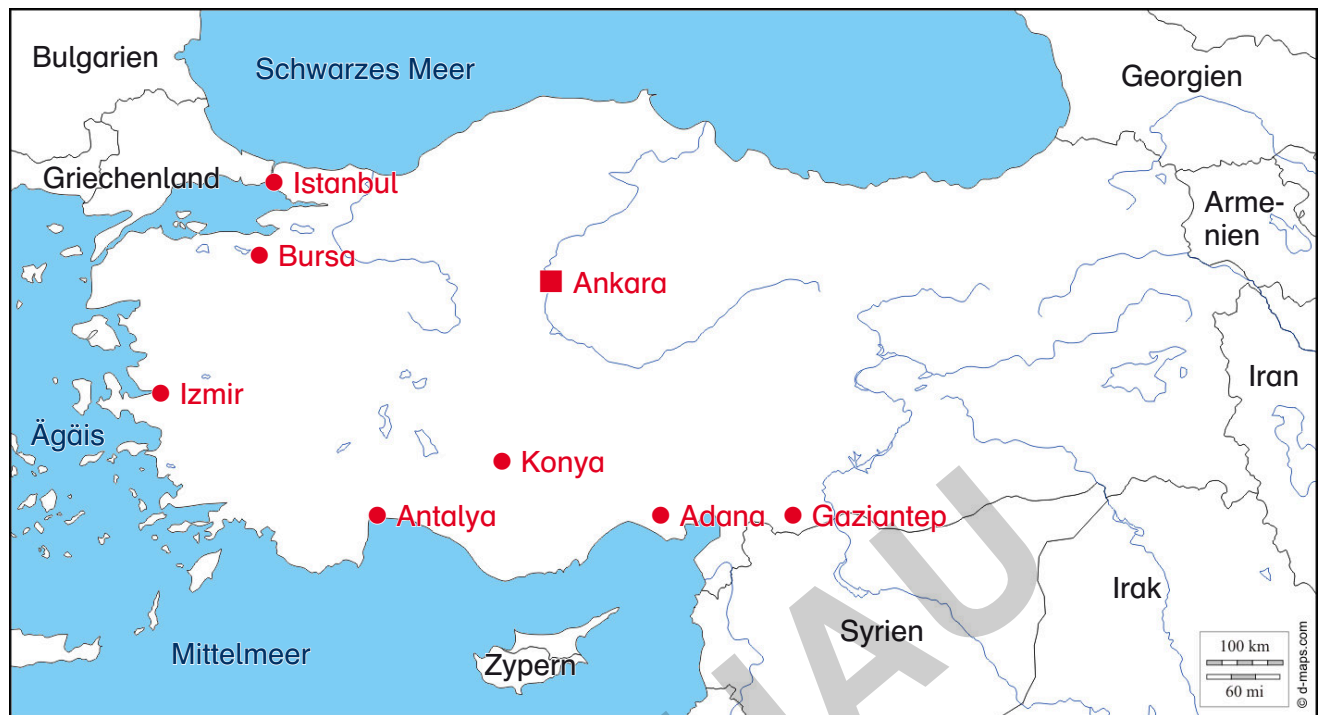 Bulgarien
Schwarzes Meer
Georgien
Griechenland
Istanbul
Arme-
nien
Bursa
Ankara
Iran
Izmir
Ägäis
Konya
Antalya
Adana
Gaziantep
Irak
Syrien
Mittelmeer
Zypern
100 km
60 mi
© d-maps.com